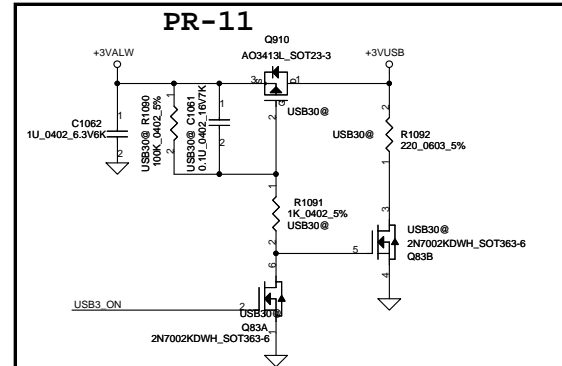 PR-11
Q910
+3VALW
AO3413L_SOT23-3
+3VUSB
3
S
D
1
G
2
USB30@
1
C1062
1U_0402_6.3V6K
2
1
USB30@ R1090
100K_0402_5%
2
1
USB30@ C1061
0.1U_0402_16V7K
2
2
USB30@
R1092
220_0603_5%
1
1
R1091
1K_0402_5%
USB30@
2
3
5
USB30@
2N7002KDWH_SOT363-6
Q83B
4
6
USB3_ON
2
USB30@
Q83A
1
2N7002KDWH_SOT363-6